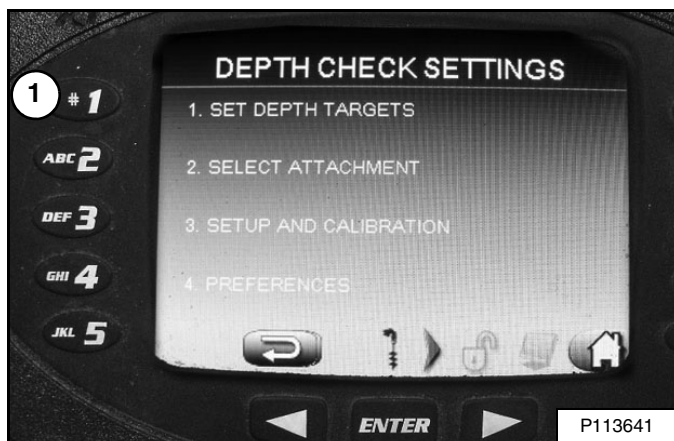 DEPTH CHECK SETTINGS
1
# 1
1. SET DEPTH TARGETS
ABC 2
2. SELECT ATTACHMENT
DEF 3
3. SETUP AND CALIBRATION
GHI 4
4. PREFERENCES
JKL 5
ENTER
P113641